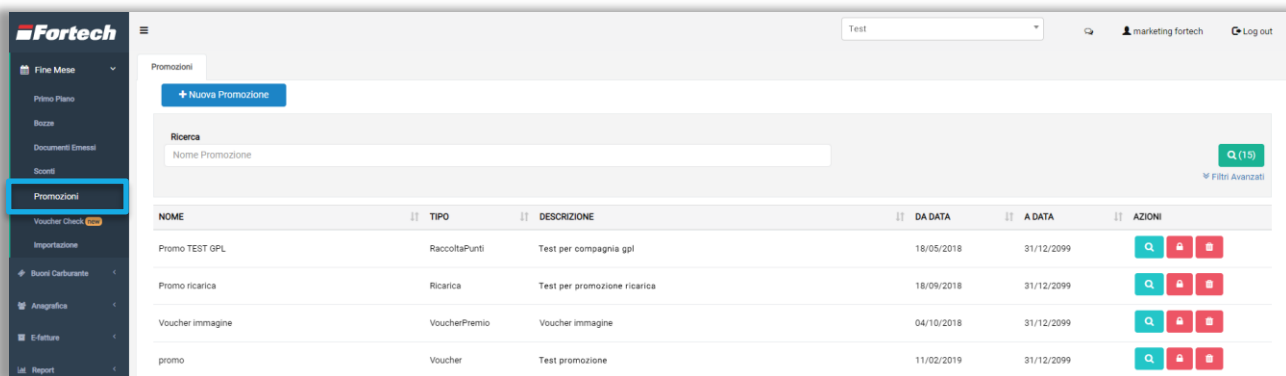 Fortech
Test
marketing fortech
Log out
Fine Mese
Primo Piano
Bozze
Documenti Emessi
Sconti
Promozioni
Voucher Check new
Importazione
Buoni Carburante
Anagrafica
E-fatture
Report
Promozioni
+ Nuova Promozione
Ricerca
Nome Promozione
(15)
Filtri Avanzati
NOME TIPO DESCRIZIONE DA DATA A DATA AZIONI
Promo TEST GPL RaccoltaPunti Test per compagnia gpl 18/05/2018 31/12/2099
Promo ricarica Ricarica Test per promozione ricarica 18/09/2018 31/12/2099
Voucher immagine VoucherPremio Voucher immagine 04/10/2018 31/12/2099
promo Voucher Test promozione 11/02/2019 31/12/2099